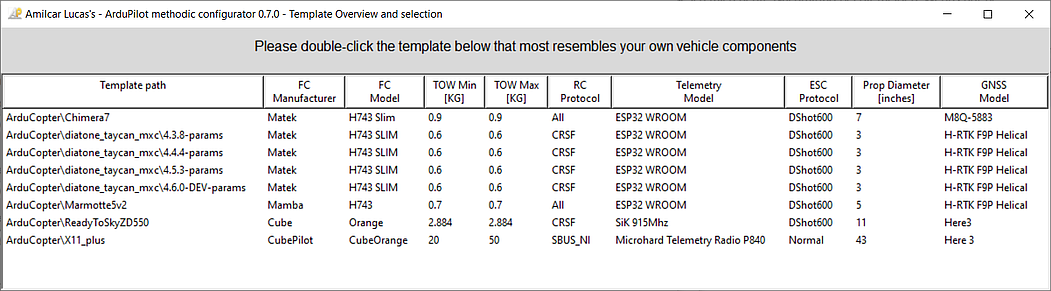 Amilcar Lucas's - ArduPilot methodic configurator 0.7.0 - Template Overview and selection
Please double-click the template below that most resembles your own vehicle components
Template path FC Manufacturer FC Model TOW Min [KG] TOW Max [KG] RC Protocol Telemetry Model ESC Protocol Prop Diameter [inches] GNSS Model
ArduCopter\Chimera7 Matek H743 Slim 0.9 0.9 All ESP32 WROOM DShot600 7 M8Q-5883
ArduCopter\diatone_taycan_mxc\4.3.8-params Matek H743 SLIM 0.6 0.6 CRSF ESP32 WROOM DShot600 3 H-RTK F9P Helical
ArduCopter\diatone_taycan_mxc\4.4.4-params Matek H743 SLIM 0.6 0.6 CRSF ESP32 WROOM DShot600 3 H-RTK F9P Helical
ArduCopter\diatone_taycan_mxc\4.5.3-params Matek H743 SLIM 0.6 0.6 CRSF ESP32 WROOM DShot600 3 H-RTK F9P Helical
ArduCopter\diatone_taycan_mxc\4.6.0-DEV-params Matek H743 SLIM 0.6 0.6 CRSF ESP32 WROOM DShot600 3 H-RTK F9P Helical
ArduCopter\Marmotte5v2 Mamba H743 0.7 0.7 All ESP32 WROOM DShot600 5 H-RTK F9P Helical
ArduCopter\ReadyToSkyZD550 Cube Orange 2.884 2.884 CRSF SiK 915Mhz DShot600 11 Here3
ArduCopter\X11_plus CubePilot CubeOrange 20 50 SBUS_NI Microhard Telemetry Radio P840 Normal 43 Here 3